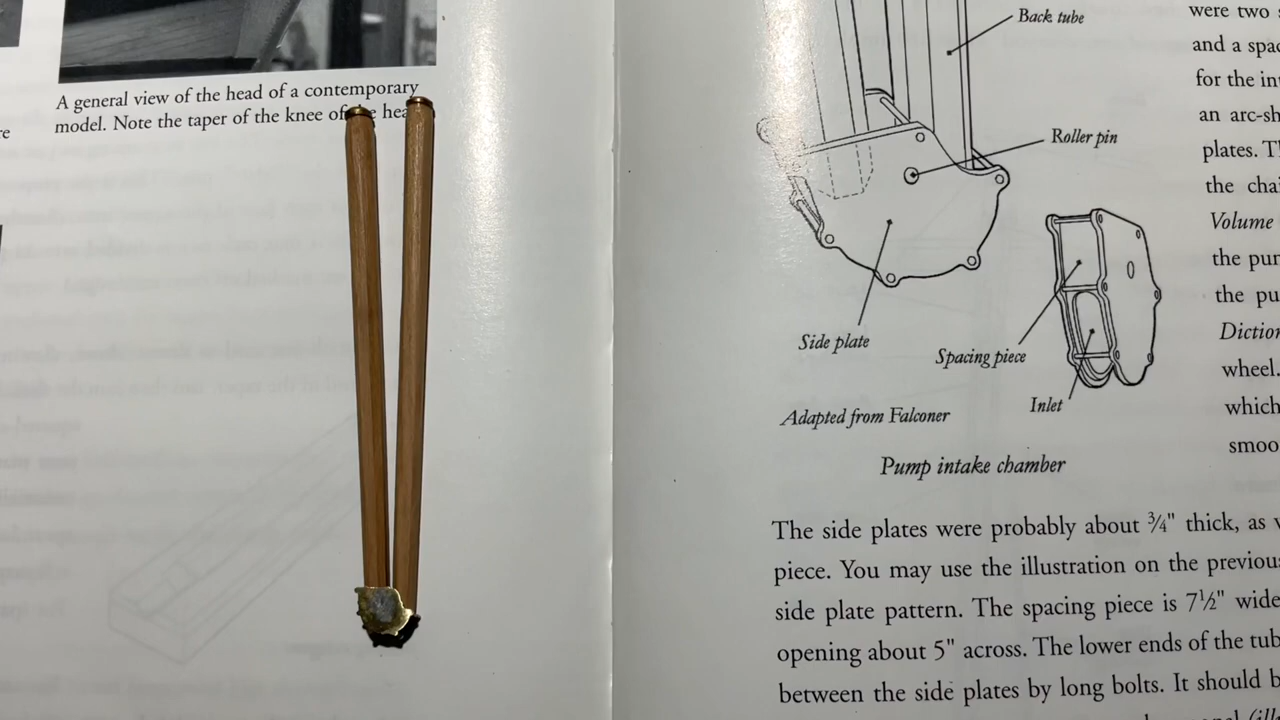 A general view of the head of a contemporary
model. Note the taper of the knee of hea
re
Back tube
Roller pin
Side plate
Spacing piece
Inlet
Adapted from Falconer
Pump intake chamber
were two
and a spac
for the in
an arc-sh
plates. T
the chai
Volume
the pur
the pu
Diction
wheel.
which
smoo
The side plates were probably about ¾" thick, as
piece. You may use the illustration on the previou
side plate pattern. The spacing piece is 7½" wide
opening about 5" across. The lower ends of the tub
between the side plates by long bolts. It should b